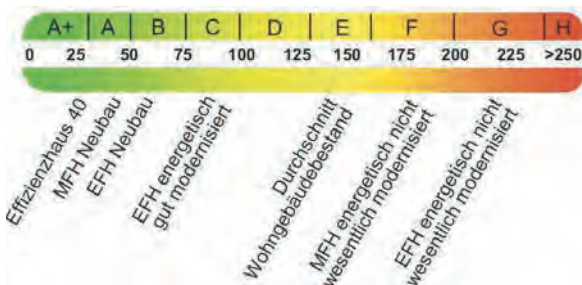 A+ A B C D E F G H
0 25 50 75 100 125 150 175 200 225 >250
Effizienzhaus 40
MFH Neubau
EFH Neubau
EFH energetisch
gut modernisiert
Durchschnitt
Wohngebäudebestand
MFH energetisch nicht
wesentlich modernisiert
EFH energetisch nicht
wesentlich modernisiert